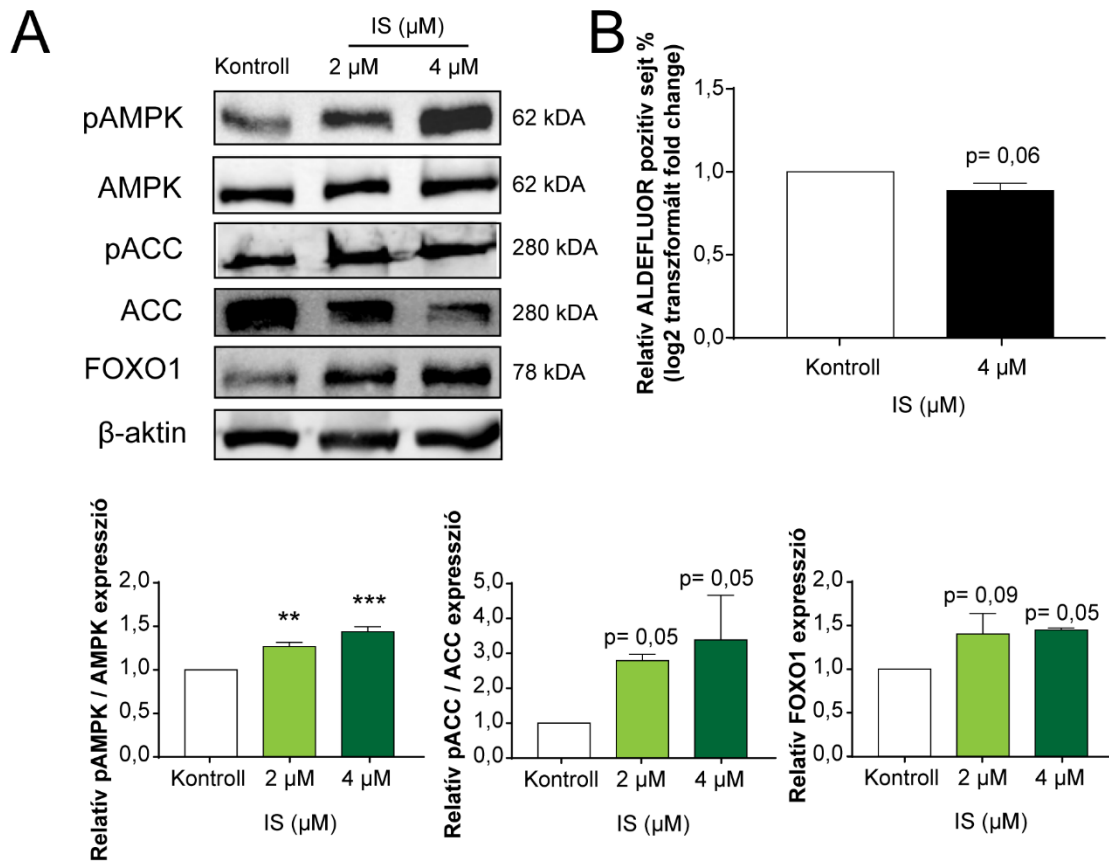 A
IS (µM)
Kontroll 2 µM 4 µM
pAMPK 62 kDA
AMPK 62 kDA
pACC 280 kDA
ACC 280 kDA
FOXO1 78 kDA
β-aktin
B
Relatív ALDEFLUOR pozitív sejt %
(log2 transzformált fold change)
1,5
1,0
0,5
0,0
p= 0,06
Kontroll 4 µM
IS (µM)
Relatív pAMPK / AMPK expresszió
2,0
1,5
1,0
0,5
0,0
** ***
Kontroll 2 µM 4 µM
IS (µM)
Relatív pACC / ACC expresszió
5,0
4,0
3,0
2,0
1,0
0,0
p= 0,05 p= 0,05
Kontroll 2 µM 4 µM
IS (µM)
Relatív FOXO1 expresszió
2,0
1,5
1,0
0,5
0,0
p= 0,09 p= 0,05
Kontroll 2 µM 4 µM
IS (µM)